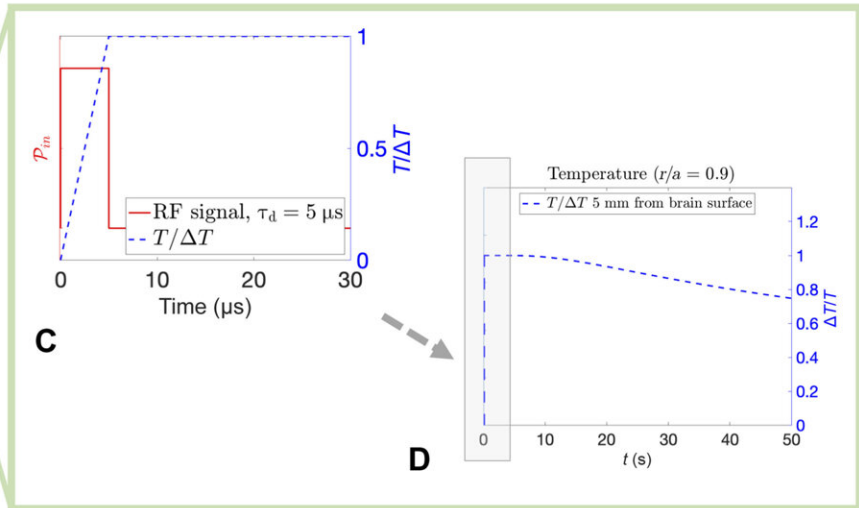 1
0.5
0
𝒫in
T/ΔT
RF signal, τd = 5 μs
T/ΔT
0 10 20 30
Time (μs)
C
Temperature (r/a = 0.9)
T/ΔT 5 mm from brain surface
1.2
1
0.8
0.6
0.4
0.2
0
ΔT/T
0 10 20 30 40 50
t (s)
D